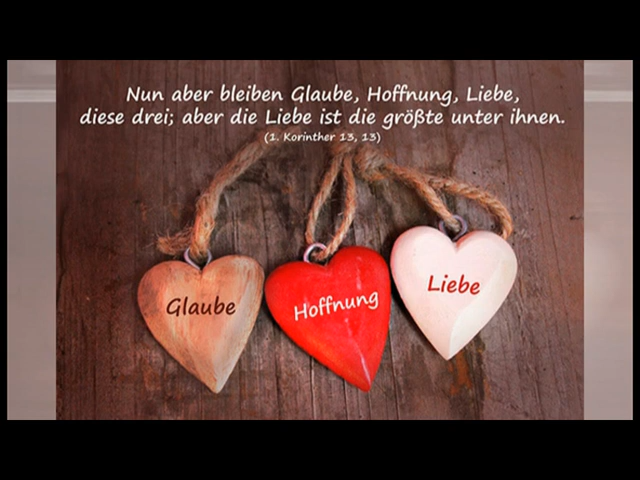 Nun aber bleiben Glaube, Hoffnung, Liebe,
diese drei; aber die Liebe ist die größte unter ihnen.
(1. Korinther 13, 13)
Glaube
Hoffnung
Liebe